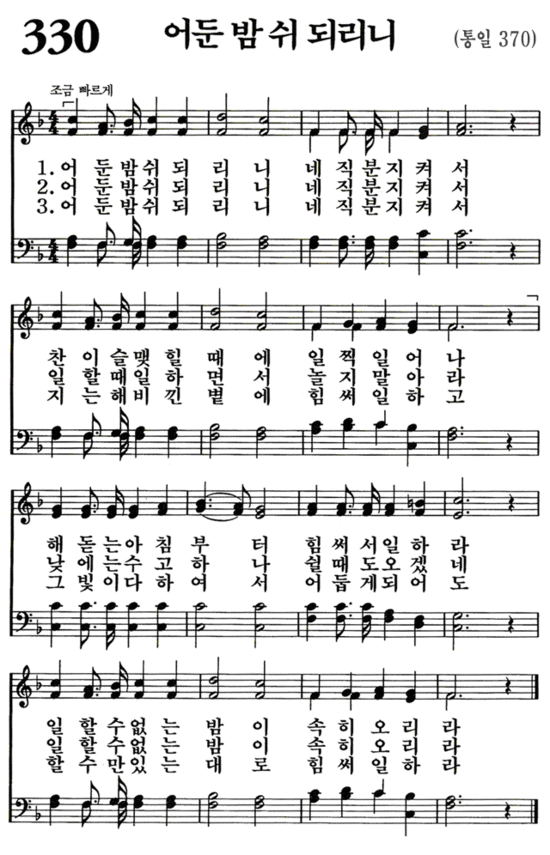 330 어둔 밤 쉬 되리니 (통일 370)
조금 빠르게
4/4
1. 어 둔 밤 쉬 되 리 니 네 직 분 지 켜 서
2. 어 둔 밤 쉬 되 리 니 네 직 분 지 켜 서
3. 어 둔 밤 쉬 되 리 니 네 직 분 지 켜 서
4/4
찬 이 슬 맺 힐 때 에 일 찍 일 어 나
일 할 때 일 하 면 서 놀 지 말 아 라
지 는 해 비 낀 볕 에 힘 써 일 하 고
해 돋 는 아 침 부 터 힘 써 서 일 하 라
낮 에 는 수 고 하 나 쉴 때 도 오 겠 네
그 빛 이 다 하 여 서 어 둡 게 되 어 도
일 할 수 없 는 밤 이 속 히 오 리 라
일 할 수 없 는 밤 이 속 히 오 리 라
할 수 만 있 는 대 로 힘 써 일 하 라